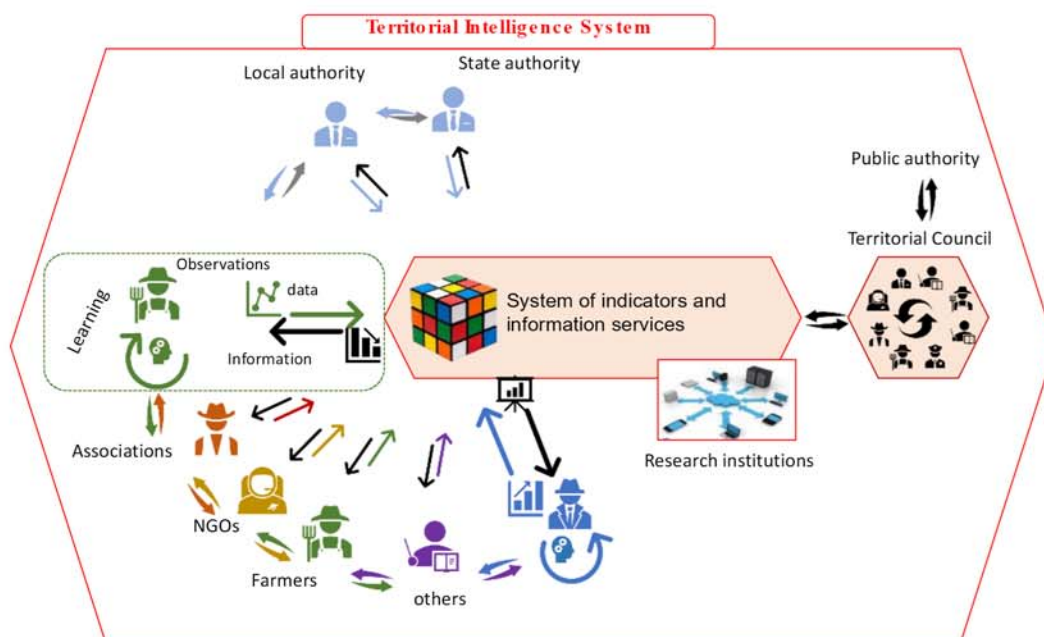 Territorial Intelligence System
State authority
Local authority
Public authority
Territorial Council
Observations
data
Learning
Information
System of indicators and
information services
Associations
Research institutions
NGOs
Farmers
others